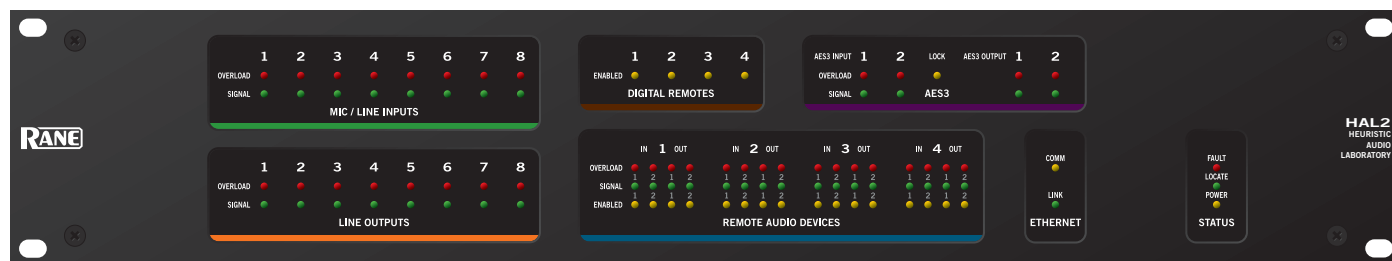 RANE
1 2 3 4 5 6 7 8
OVERLOAD
SIGNAL
MIC / LINE INPUTS
1 2 3 4 5 6 7 8
OVERLOAD
SIGNAL
LINE OUTPUTS
1 2 3 4
ENABLED
DIGITAL REMOTES
AES3 INPUT 1 2 LOCK AES3 OUTPUT 1 2
OVERLOAD
SIGNAL AES3
IN 1 OUT IN 2 OUT IN 3 OUT IN 4 OUT
OVERLOAD
1 2 1 2 1 2 1 2 1 2 1 2 1 2 1 2
SIGNAL
1 2 1 2 1 2 1 2 1 2 1 2 1 2 1 2
ENABLED
REMOTE AUDIO DEVICES
COMM
LINK
ETHERNET
FAULT
LOCATE
POWER
STATUS
HAL2
HEURISTIC
AUDIO
LABORATORY